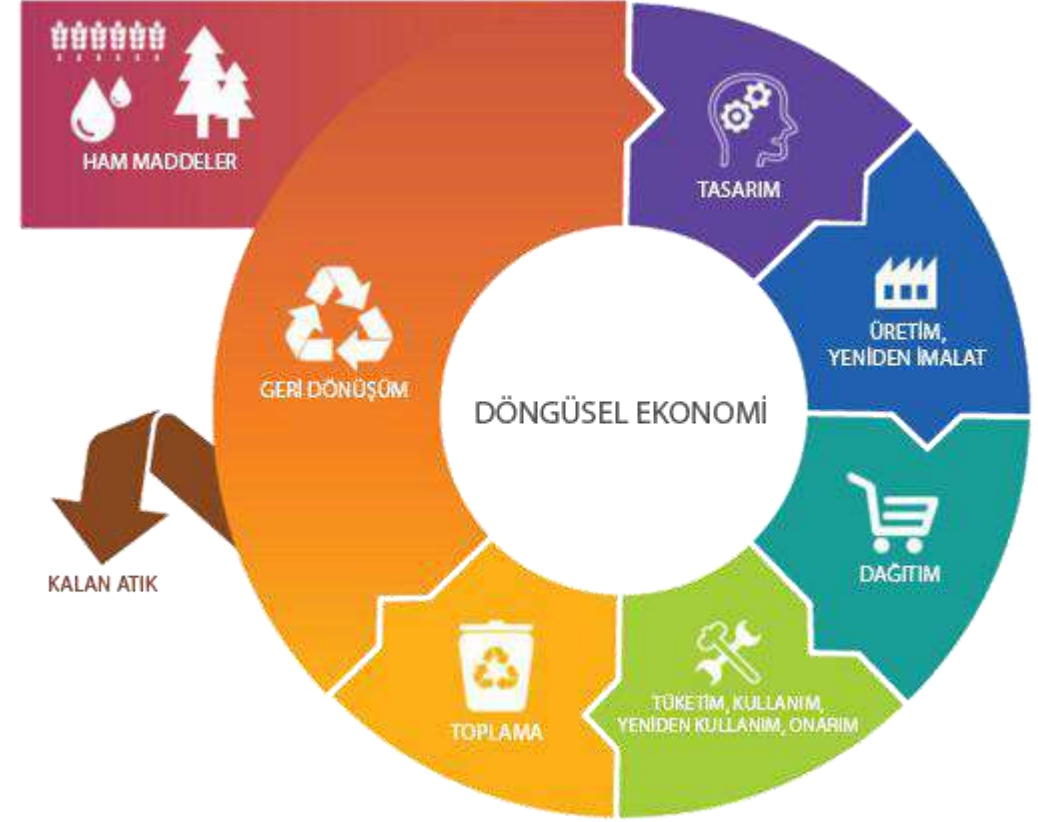 HAM MADDELER
TASARIM
ÜRETİM,
YENİDEN İMALAT
GERİ DÖNÜŞÜM
DÖNGÜSEL EKONOMİ
DAĞITIM
KALAN ATIK
TÜKETİM, KULLANIM,
YENİDEN KULLANIM, ONARIM
TOPLAMA